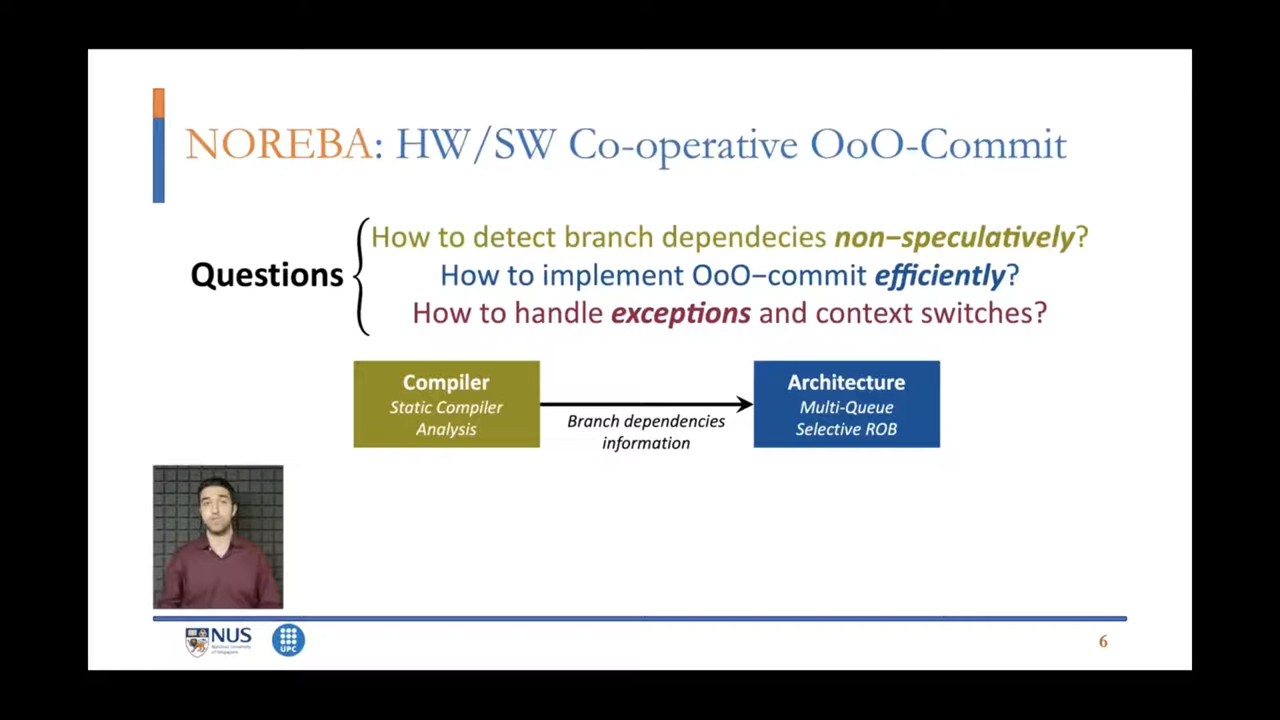 NOREBA: HW/SW Co-operative OoO-Commit
Questions
How to detect branch dependecies non-speculatively?
How to implement OoO-commit efficiently?
How to handle exceptions and context switches?
Compiler
Static Compiler
Analysis
Branch dependencies
information
Architecture
Multi-Queue
Selective ROB
NUS
National University
of Singapore
UPC
6